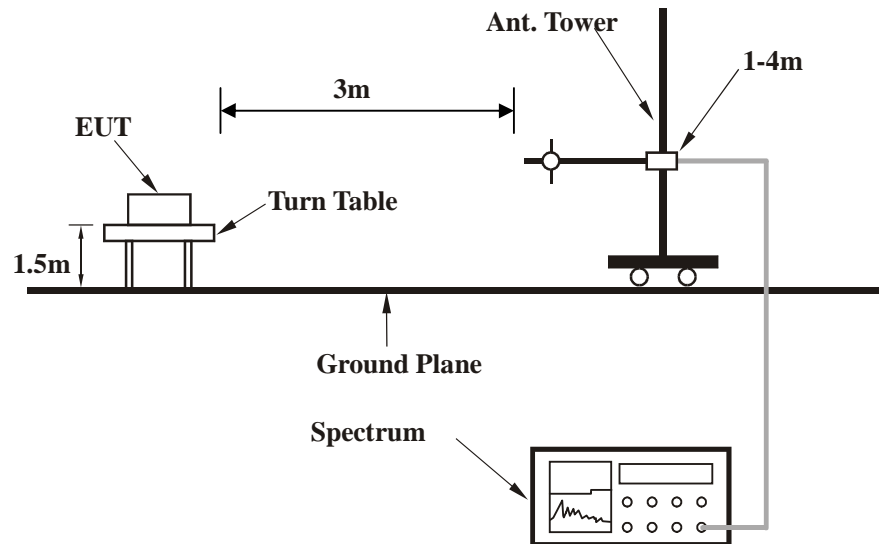 Ant. Tower
1-4m
3m
EUT
Turn Table
1.5m
Ground Plane
Spectrum